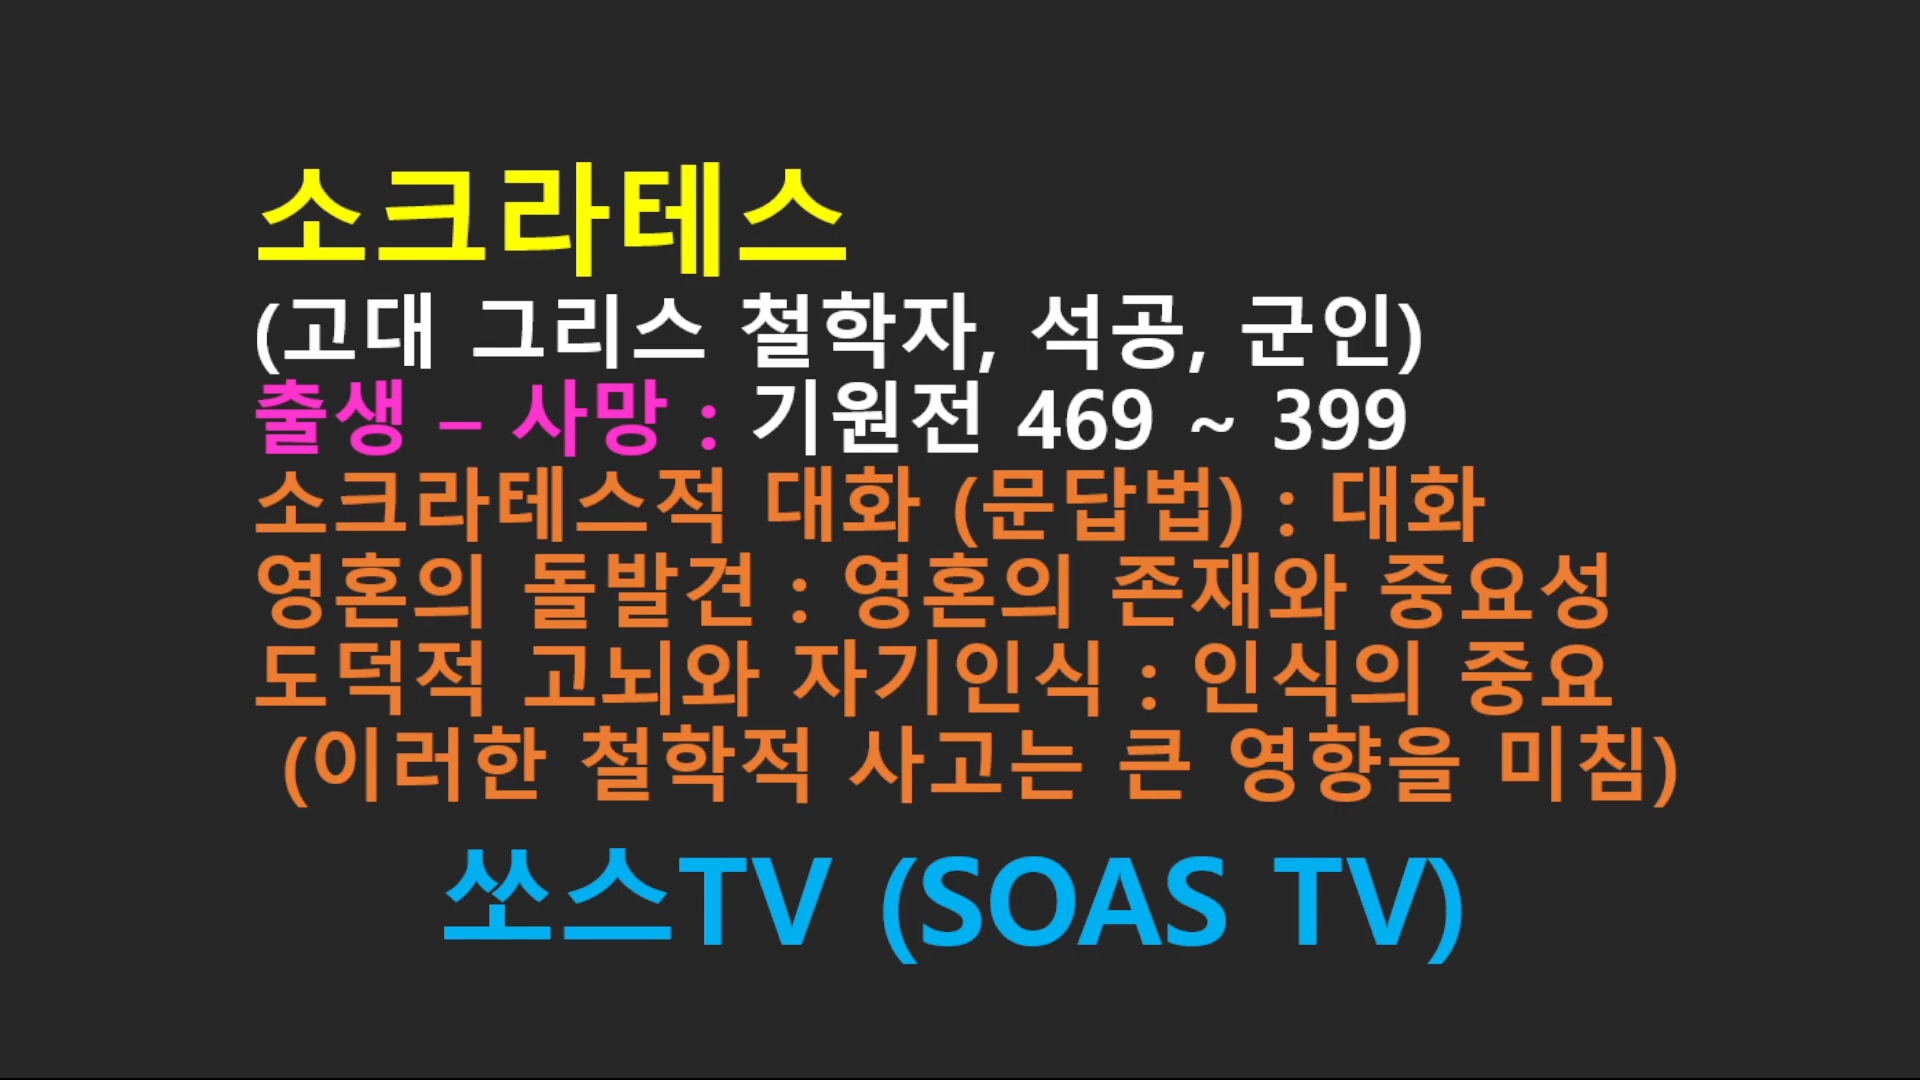 소크라테스
(고대 그리스 철학자, 석공, 군인)
출생 – 사망 : 기원전 469 ~ 399
소크라테스적 대화 (문답법) : 대화
영혼의 돌발견 : 영혼의 존재와 중요성
도덕적 고뇌와 자기인식 : 인식의 중요
(이러한 철학적 사고는 큰 영향을 미침)
쏘스TV (SOAS TV)